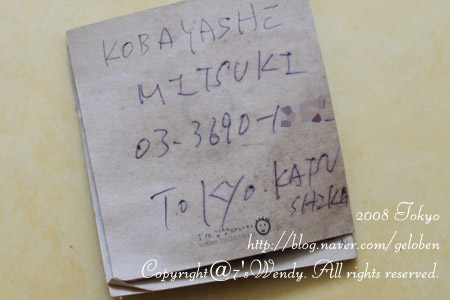 KOBAYASHI
MITSUKI
03-3690-1
TOKYO. KATSU
SHIKA
2008 Tokyo
http://blog.naver.com/geloben
Copyright@7's Wendy. All rights reserved.